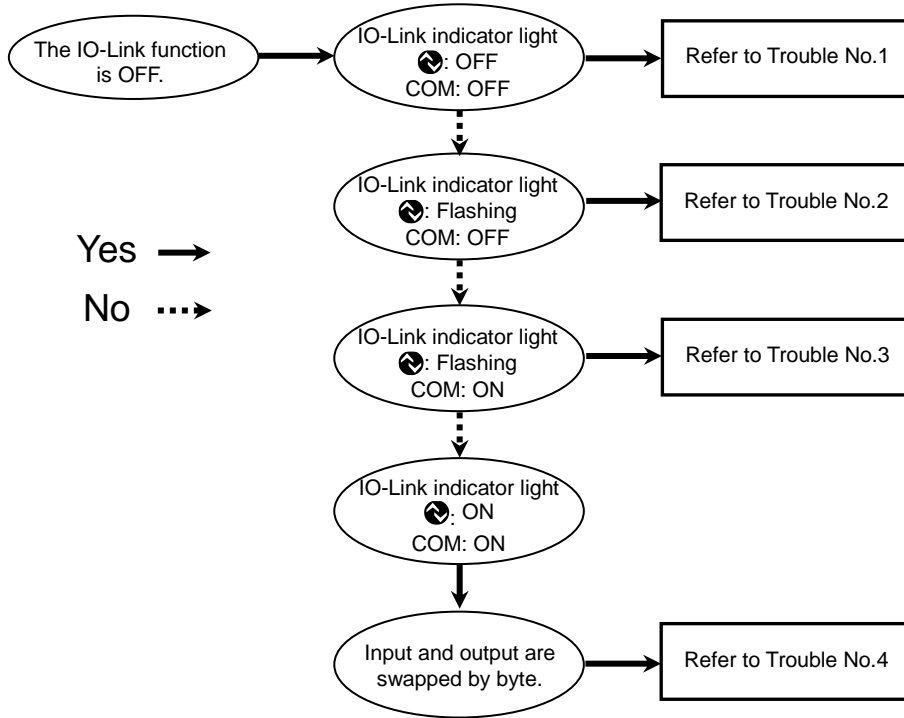 The IO-Link function
is OFF.
IO-Link indicator light
: OFF
COM: OFF
Refer to Trouble No.1
IO-Link indicator light
: Flashing
COM: OFF
Refer to Trouble No.2
Yes
No
IO-Link indicator light
: Flashing
COM: ON
Refer to Trouble No.3
IO-Link indicator light
: ON
COM: ON
Input and output are
swapped by byte.
Refer to Trouble No.4